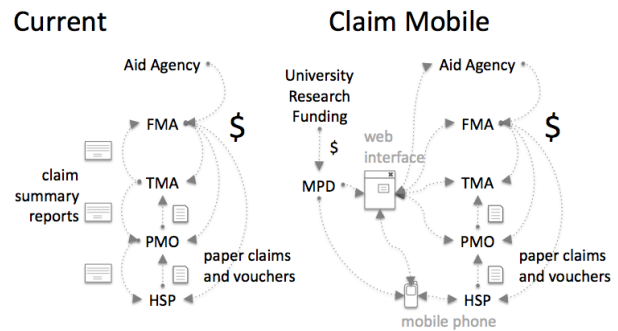 Current
Aid Agency
FMA
$
claim
summary
reports
TMA
PMO
paper claims
and vouchers
HSP
Claim Mobile
Aid Agency
University
Research
Funding
$
web
interface
FMA
$
MPD
TMA
PMO
paper claims
and vouchers
HSP
mobile phone